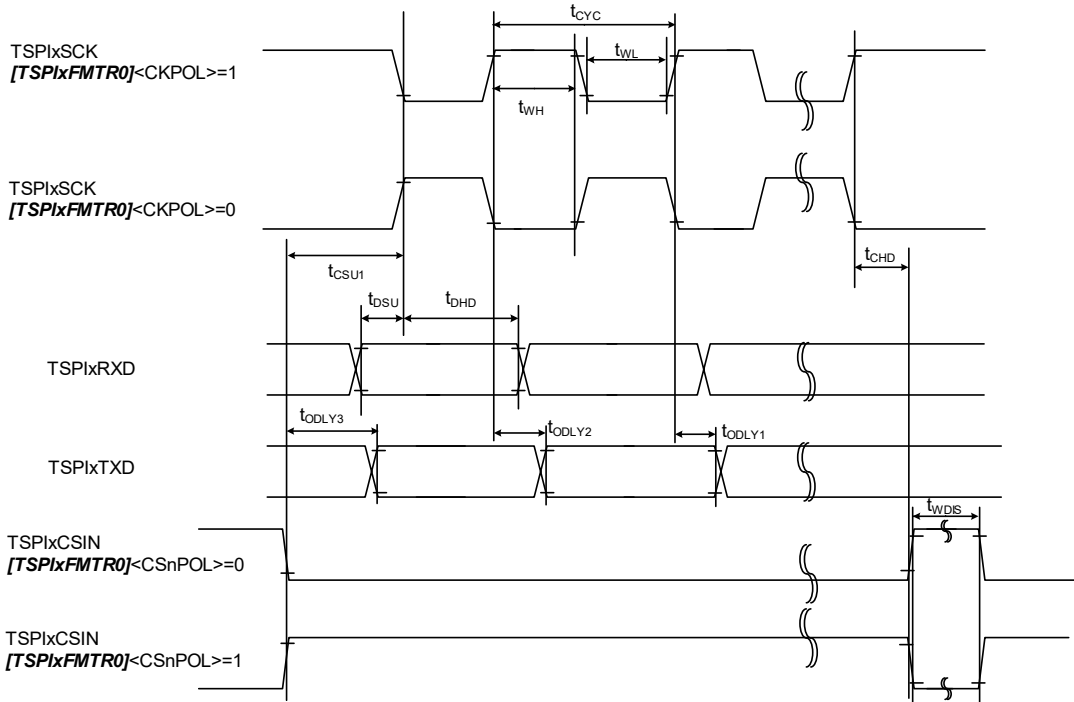 tCYC
TSPIxSCK
[TSPIxFMTR0]<CKPOL>=1
tWL
tWH
TSPIxSCK
[TSPIxFMTR0]<CKPOL>=0
tCSU1
tCHD
tDSU
tDHD
TSPIxRXD
tODLY3
tODLY2
tODLY1
TSPIxTXD
tWDIS
TSPIxCSIN
[TSPIxFMTR0]<CSnPOL>=0
TSPIxCSIN
[TSPIxFMTR0]<CSnPOL>=1